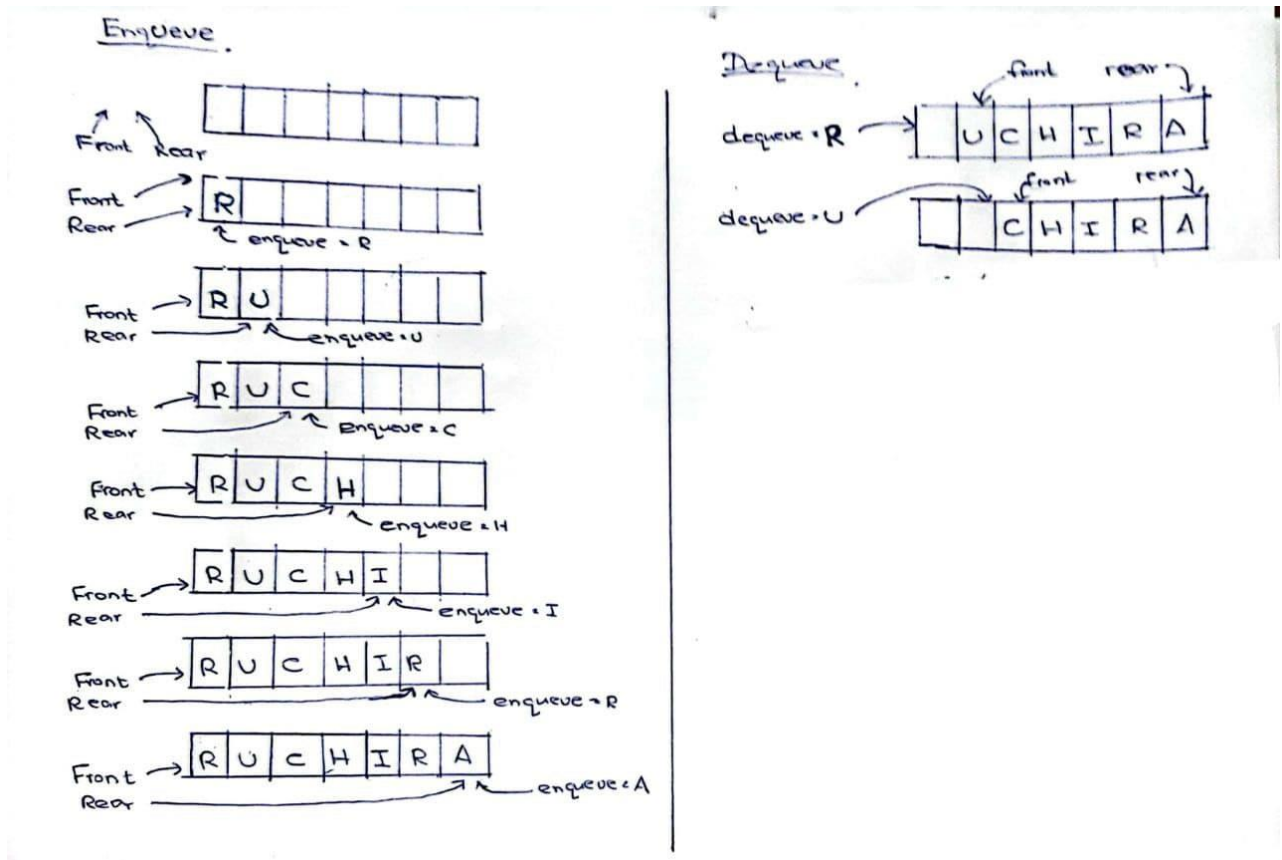 Enqueue.
Front Rear
Front
Rear
R
enqueue = R
R U
Front
Rear
enqueue = U
R U C
Front
Rear
Enqueue = C
R U C H
Front
Rear
enqueue = H
R U C H I
Front
Rear
enqueue = I
R U C H I R
Front
Rear
enqueue = R
R U C H I R A
Front
Rear
enqueue = A
Dequeue.
front rear
dequeue = R
U C H I R A
front rear
dequeue = U
C H I R A